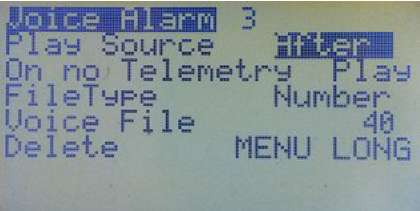 Voice Alarm 3
Play Source After
On no Telemetry Play
FileType Number
Voice File 40
Delete MENU LONG